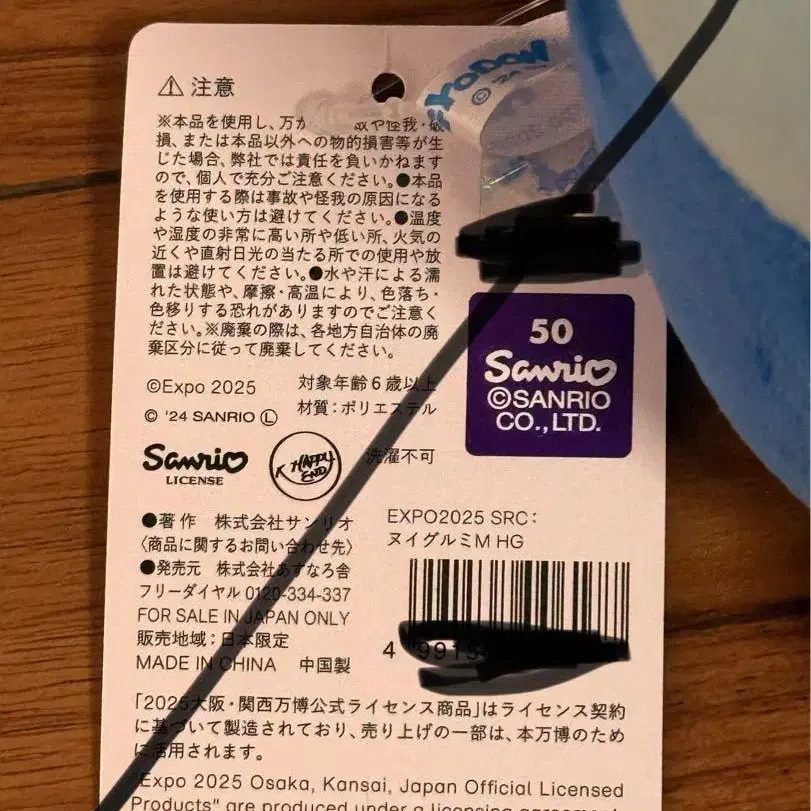 ⚠ 注意
※本品を使用し、万が 故や怪我・破
損、または本品以外への物的損害等が生
じた場合、弊社では責任を負いかねます
ので、個人で充分ご注意ください。●本品
を使用する際は事故や怪我の原因になる
ような使い方は避けてください。●温度
や湿度の非常に高い所や低い所、火気の
近くや直射日光の当たる所での使用や放
置は避けてください。●水や汗による濡
れた状態や、摩擦・高温により、色落ち・
色移りする恐れがありますのでご注意く
ださい。※廃棄の際は、各地方自治体の廃
棄区分に従って廃棄してください。
©Expo 2025
対象年齢6歳以上
© '24 SANRIO Ⓛ
材質:ポリエステル
洗濯不可
Sanrio
LICENSE
K HAPPY
END
50
Sanrio
©SANRIO
CO.,LTD.
●著作 株式会社サンリオ
〈商品に関するお問い合わせ先〉
●発売元 株式会社あすなろ舎
フリーダイヤル 0120-334-337
FOR SALE IN JAPAN ONLY
販売地域:日本限定
MADE IN CHINA 中国製
EXPO2025 SRC:
ヌイグルミM HG
4 9915
「2025大阪・関西万博公式ライセンス商品」はライセンス契約
に基づいて製造されており、売り上げの一部は、本万博のため
に活用されます。
"Expo 2025 Osaka, Kansai, Japan Official Licensed
Products" are produced under a licensing agreement